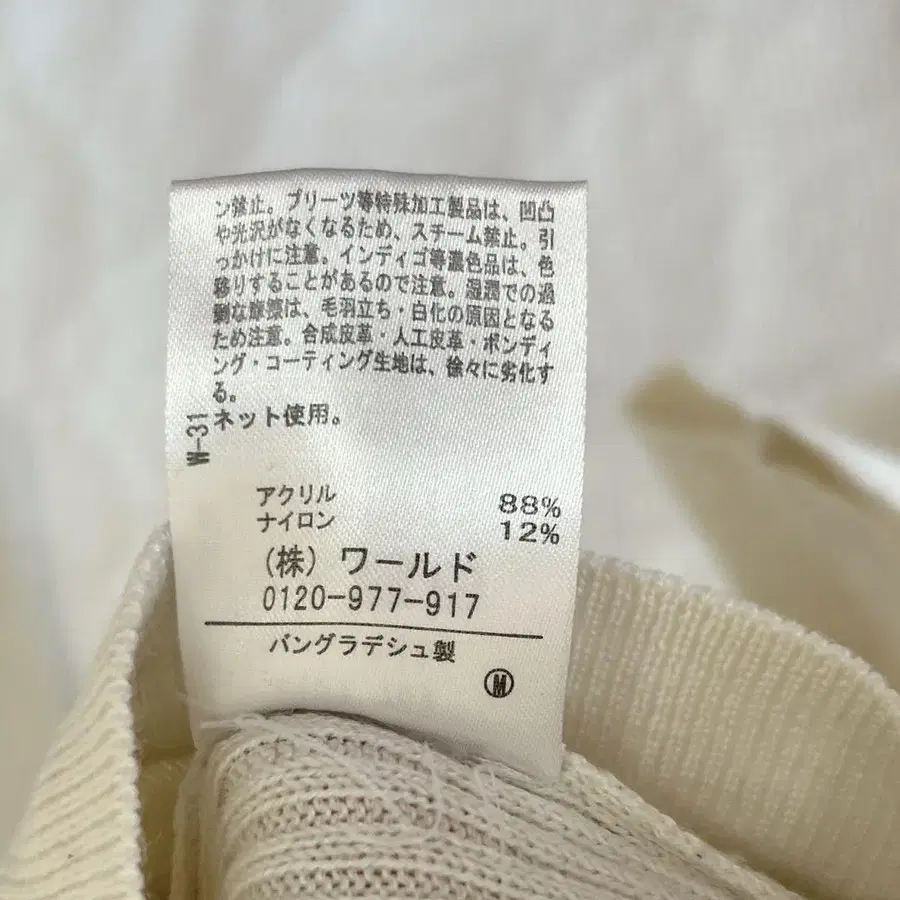 ン禁止。プリーツ等特殊加工製品は、凹凸
や光沢がなくなるため、スチーム禁止。引
っかけに注意。インディゴ等濃色品は、色
移りすることがあるので注意。湿潤での過
剰な摩擦は、毛羽立ち・白化の原因となる
ため注意。合成皮革・人工皮革・ボンディ
ング・コーティング生地は、徐々に劣化す
る。
ネット使用。
W-31
アクリル 88%
ナイロン 12%
(株) ワールド
0120-977-917
バングラデシュ製
Ⓜ